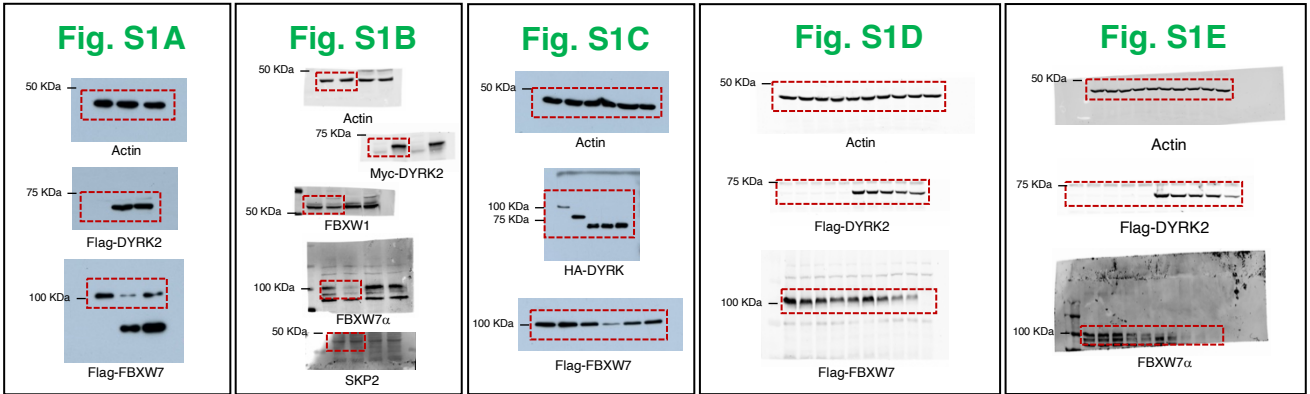 Fig. S1A
50 KDa
Actin
75 KDa
Flag-DYRK2
100 KDa
Flag-FBXW7
Fig. S1B
50 KDa
Actin
75 KDa
Myc-DYRK2
50 KDa
FBXW1
100 KDa
FBXW7α
50 KDa
SKP2
Fig. S1C
50 KDa
Actin
100 KDa
75 KDa
HA-DYRK
100 KDa
Flag-FBXW7
Fig. S1D
50 KDa
Actin
75 KDa
Flag-DYRK2
100 KDa
Flag-FBXW7
Fig. S1E
50 KDa
Actin
75 KDa
Flag-DYRK2
100 KDa
FBXW7α